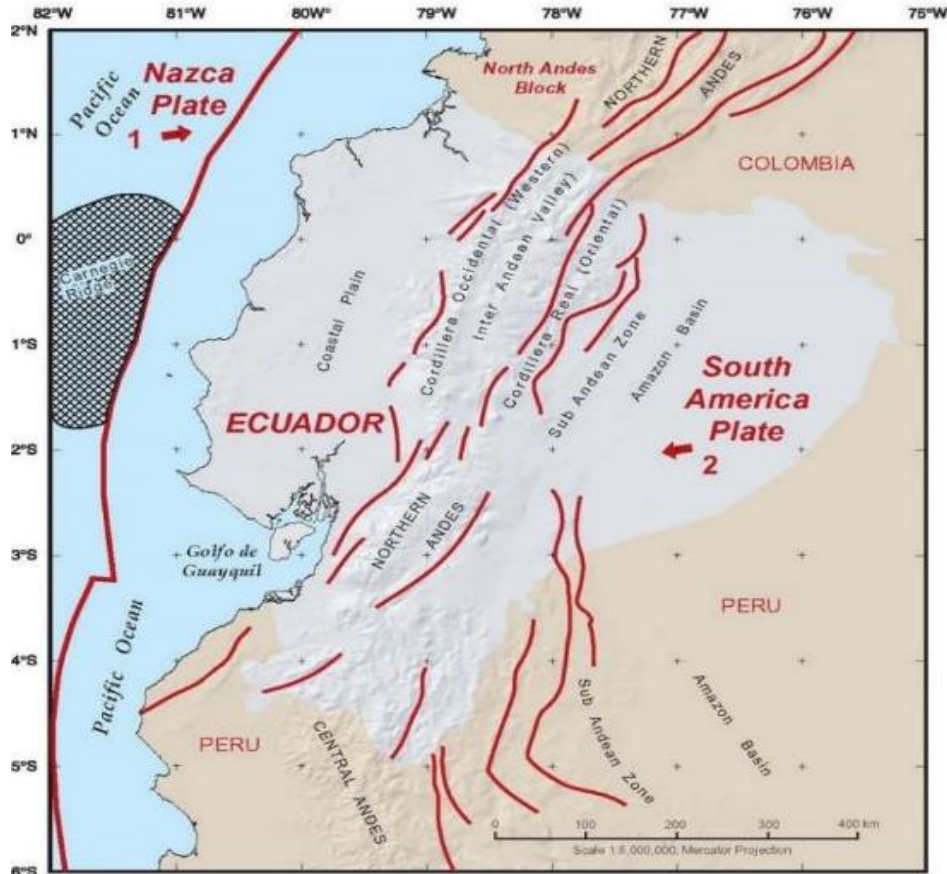 82°W
81°W
80°W
79°W
78°W
77°W
76°W
75°W
2°N
1°N
0°
1°S
2°S
3°S
4°S
5°S
6°S
Pacific Ocean
Nazca
Plate
1
North Andes
Block
NORTHERN
ANDES
COLOMBIA
Carnegie
Ridge
Coastal Plain
Cordillera Occidental (Western)
Inter Andean Valley)
Cordillera Real (Oriental)
Sub Andean Zone
Amazon Basin
South
America
Plate
2
ECUADOR
NORTHERN
ANDES
Golfo de
Guayquil
Pacific Ocean
PERU
PERU
CENTRAL ANDES
Sub Andean Zone
Amazon Basin
0 100 200 300 400 km
Scale 1:6,000,000, Mercator Projection